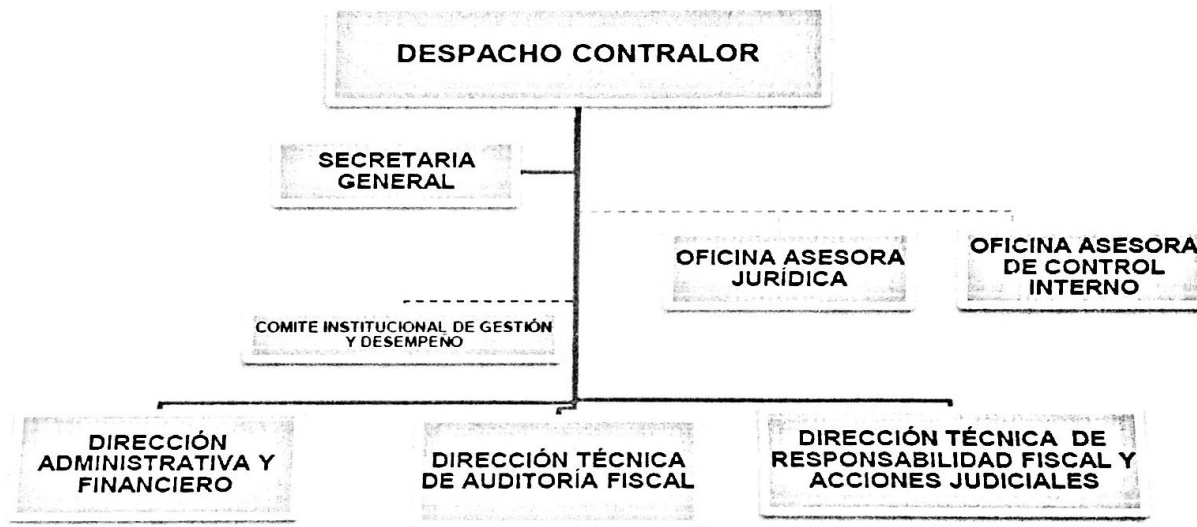 DESPACHO CONTRALOR
SECRETARIA
GENERAL
OFICINA ASESORA
JURÍDICA
OFICINA ASESORA
DE CONTROL
INTERNO
COMITE INSTITUCIONAL DE GESTIÓN
Y DESEMPEÑO
DIRECCIÓN
ADMINISTRATIVA Y
FINANCIERO
DIRECCIÓN TÉCNICA
DE AUDITORÍA FISCAL
DIRECCIÓN TÉCNICA DE
RESPONSABILIDAD FISCAL Y
ACCIONES JUDICIALES